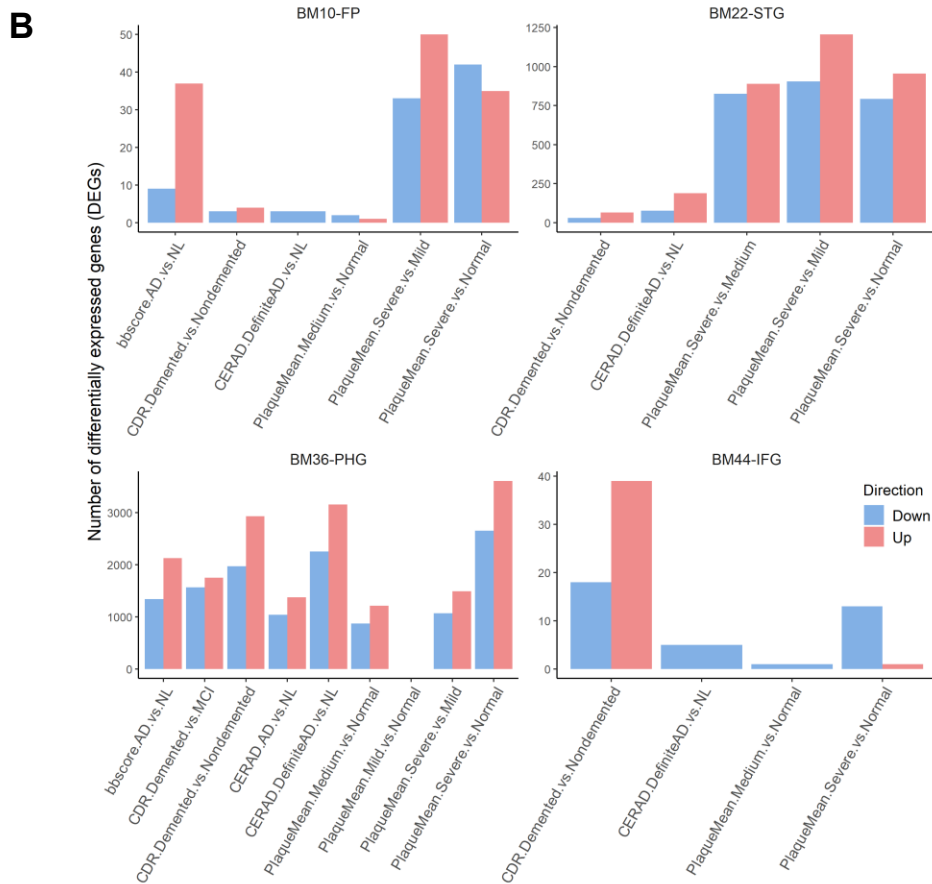 B
BM10-FP
BM22-STG
Number of differentially expressed genes (DEGs)
50
40
30
20
10
0
bbscore.AD.vs.NL
CDR.Demented.vs.Nondemented
CERAD.DefiniteAD.vs.NL
PlaqueMean.Medium.vs.Normal
PlaqueMean.Severe.vs.Mild
PlaqueMean.Severe.vs.Normal
1250
1000
750
500
250
0
CDR.Demented.vs.Nondemented
CERAD.DefiniteAD.vs.NL
PlaqueMean.Severe.vs.Medium
PlaqueMean.Severe.vs.Mild
PlaqueMean.Severe.vs.Normal
BM36-PHG
BM44-IFG
3000
2000
1000
0
bbscore.AD.vs.NL
CDR.Demented.vs.MCI
CDR.Demented.vs.Nondemented
CERAD.AD.vs.NL
CERAD.DefiniteAD.vs.NL
PlaqueMean.Medium.vs.Normal
PlaqueMean.Mild.vs.Normal
PlaqueMean.Severe.vs.Mild
PlaqueMean.Severe.vs.Normal
40
30
20
10
0
CDR.Demented.vs.Nondemented
CERAD.DefiniteAD.vs.NL
PlaqueMean.Medium.vs.Normal
PlaqueMean.Severe.vs.Normal
Direction
Down
Up